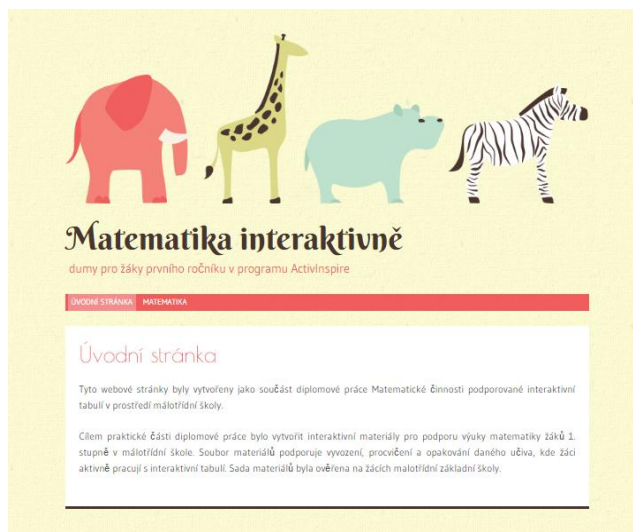 Matematika interaktivně
dumy pro žáky prvního ročníku v programu ActivInspire
ÚVODNÍ STRÁNKA MATEMATIKA
Úvodní stránka
Tyto webové stránky byly vytvořeny jako součást diplomové práce Matematické činnosti podporované interaktivní
tabulí v prostředí málotřídní školy.
Cílem praktické části diplomové práce bylo vytvořit interaktivní materiály pro podporu výuky matematiky žáků 1.
stupně v málotřídní škole. Soubor materiálů podporuje vyvození, procvičení a opakování daného učiva, kde žáci
aktivně pracují s interaktivní tabulí. Sada materiálů byla ověřena na žácích malotřídní základní školy.